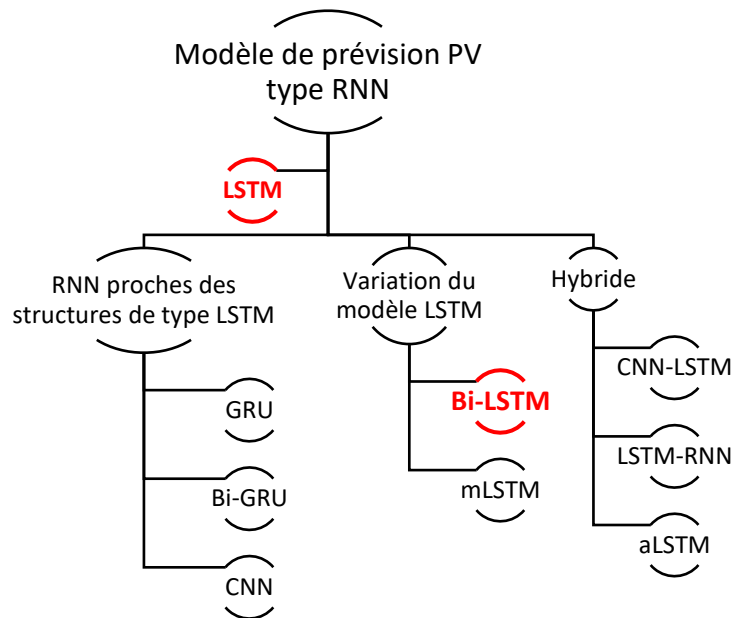 Modèle de prévision PV
type RNN
LSTM
RNN proches des
structures de type LSTM
GRU
Bi-GRU
CNN
Variation du
modèle LSTM
Bi-LSTM
mLSTM
Hybride
CNN-LSTM
LSTM-RNN
aLSTM